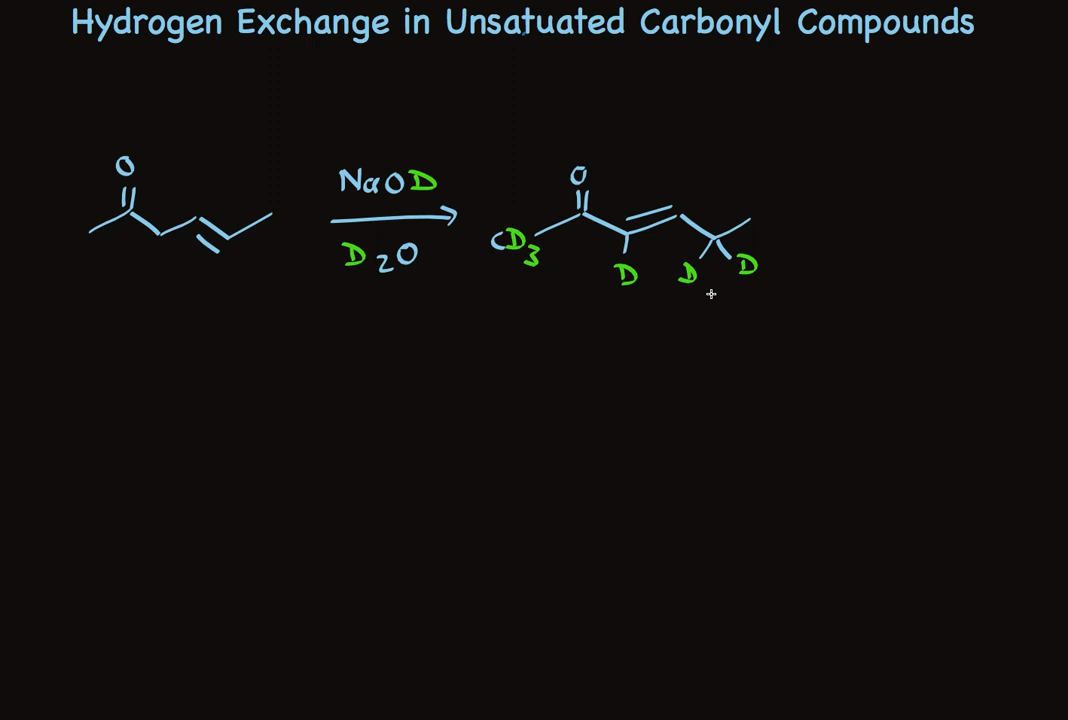 Hydrogen Exchange in Unsatuated Carbonyl Compounds
O
NaOD
D2O
O
CD3
D
D
D